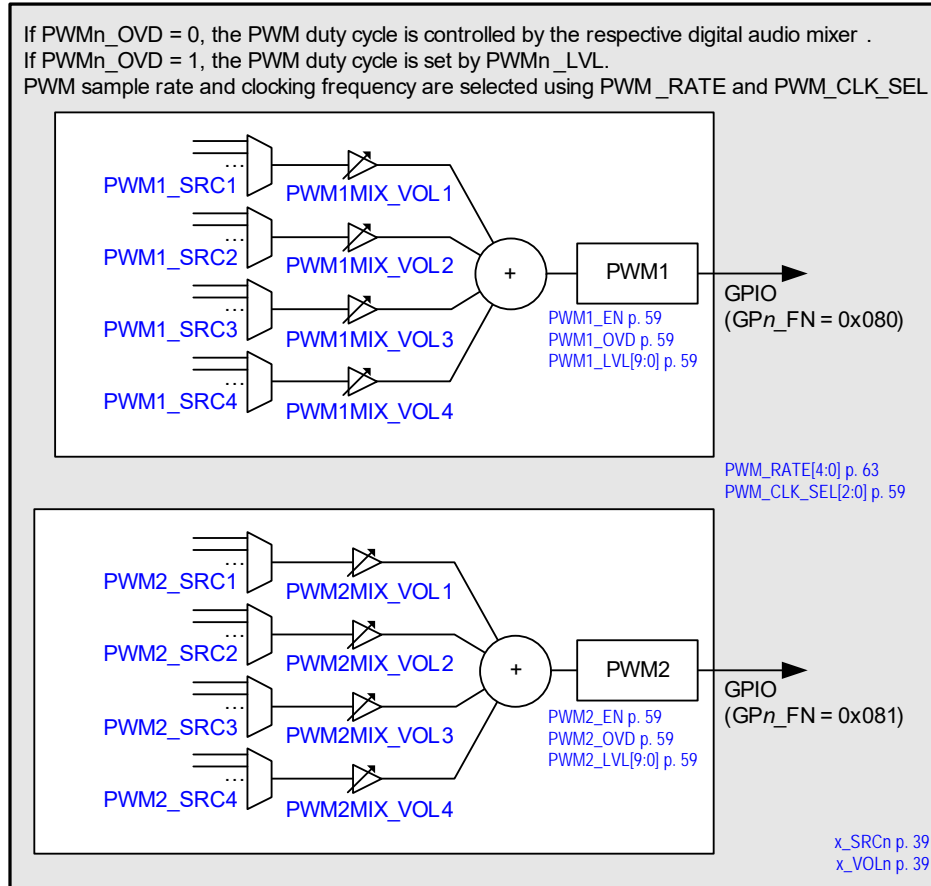 If PWMn_OVD = 0, the PWM duty cycle is controlled by the respective digital audio mixer .
If PWMn_OVD = 1, the PWM duty cycle is set by PWMn_LVL.
PWM sample rate and clocking frequency are selected using PWM_RATE and PWM_CLK_SEL
...
PWM1_SRC1
PWM1MIX_VOL1
...
PWM1_SRC2
PWM1MIX_VOL2
...
PWM1_SRC3
PWM1MIX_VOL3
...
PWM1_SRC4
PWM1MIX_VOL4
+
PWM1
PWM1_EN p. 59
PWM1_OVD p. 59
PWM1_LVL[9:0] p. 59
GPIO
(GPn_FN = 0x080)
PWM_RATE[4:0] p. 63
PWM_CLK_SEL[2:0] p. 59
...
PWM2_SRC1
PWM2MIX_VOL1
...
PWM2_SRC2
PWM2MIX_VOL2
...
PWM2_SRC3
PWM2MIX_VOL3
...
PWM2_SRC4
PWM2MIX_VOL4
+
PWM2
PWM2_EN p. 59
PWM2_OVD p. 59
PWM2_LVL[9:0] p. 59
GPIO
(GPn_FN = 0x081)
x_SRCn p. 39
x_VOLn p. 39